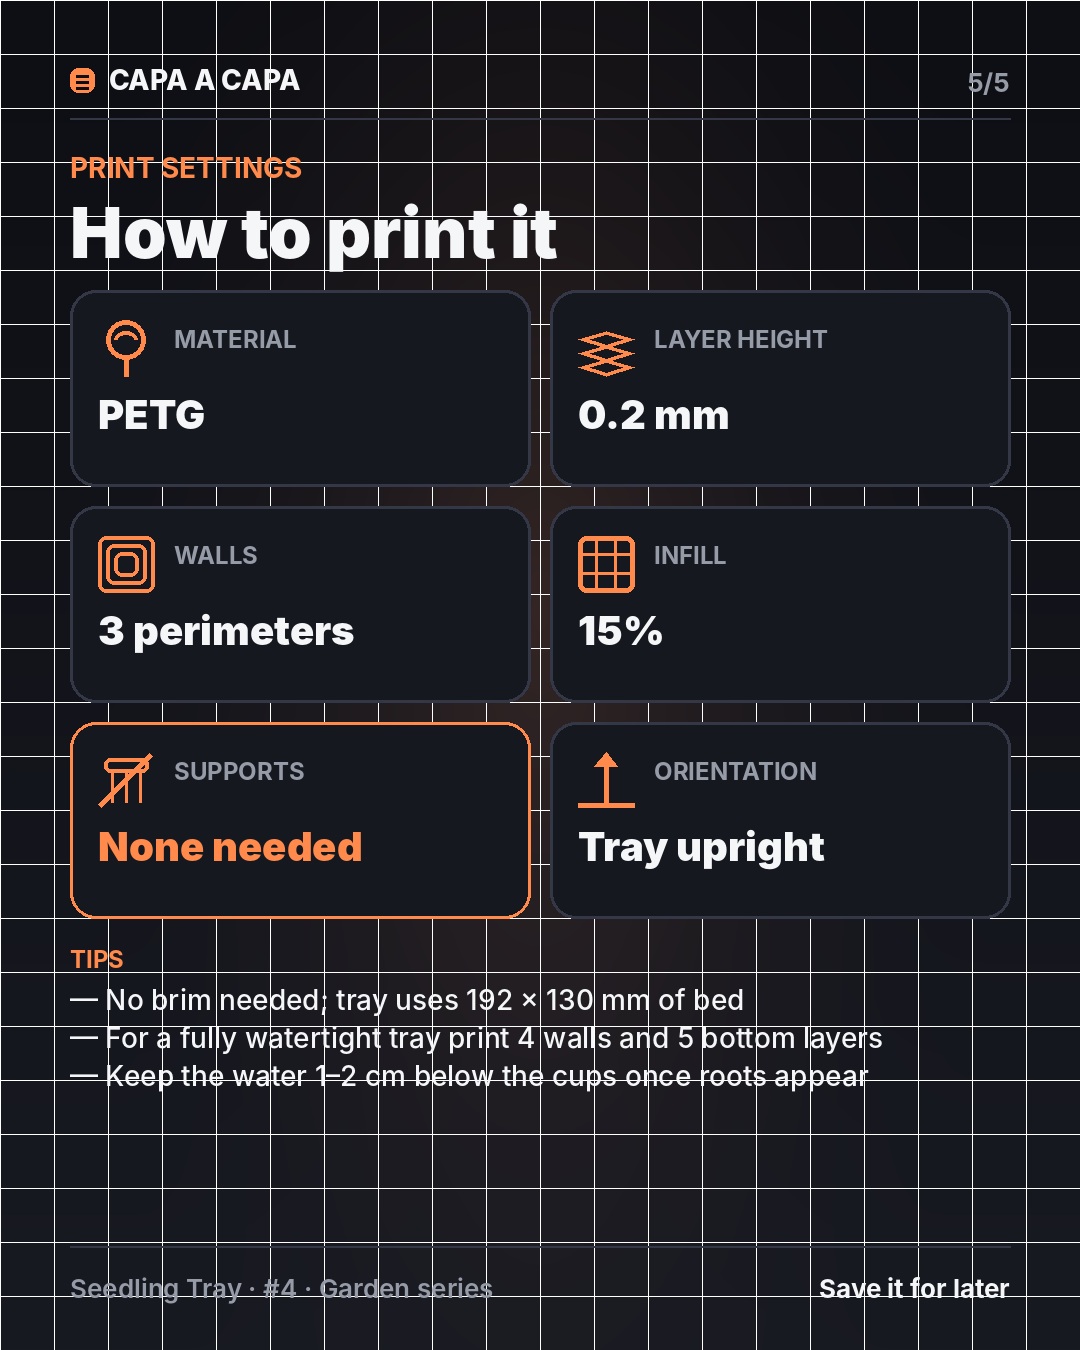 CAPA A CAPA
5/5
PRINT SETTINGS
How to print it
MATERIAL
PETG
LAYER HEIGHT
0.2 mm
WALLS
3 perimeters
INFILL
15%
SUPPORTS
None needed
ORIENTATION
Tray upright
TIPS
— No brim needed; tray uses 192 × 130 mm of bed
— For a fully watertight tray print 4 walls and 5 bottom layers
— Keep the water 1–2 cm below the cups once roots appear
Seedling Tray · #4 · Garden series
Save it for later